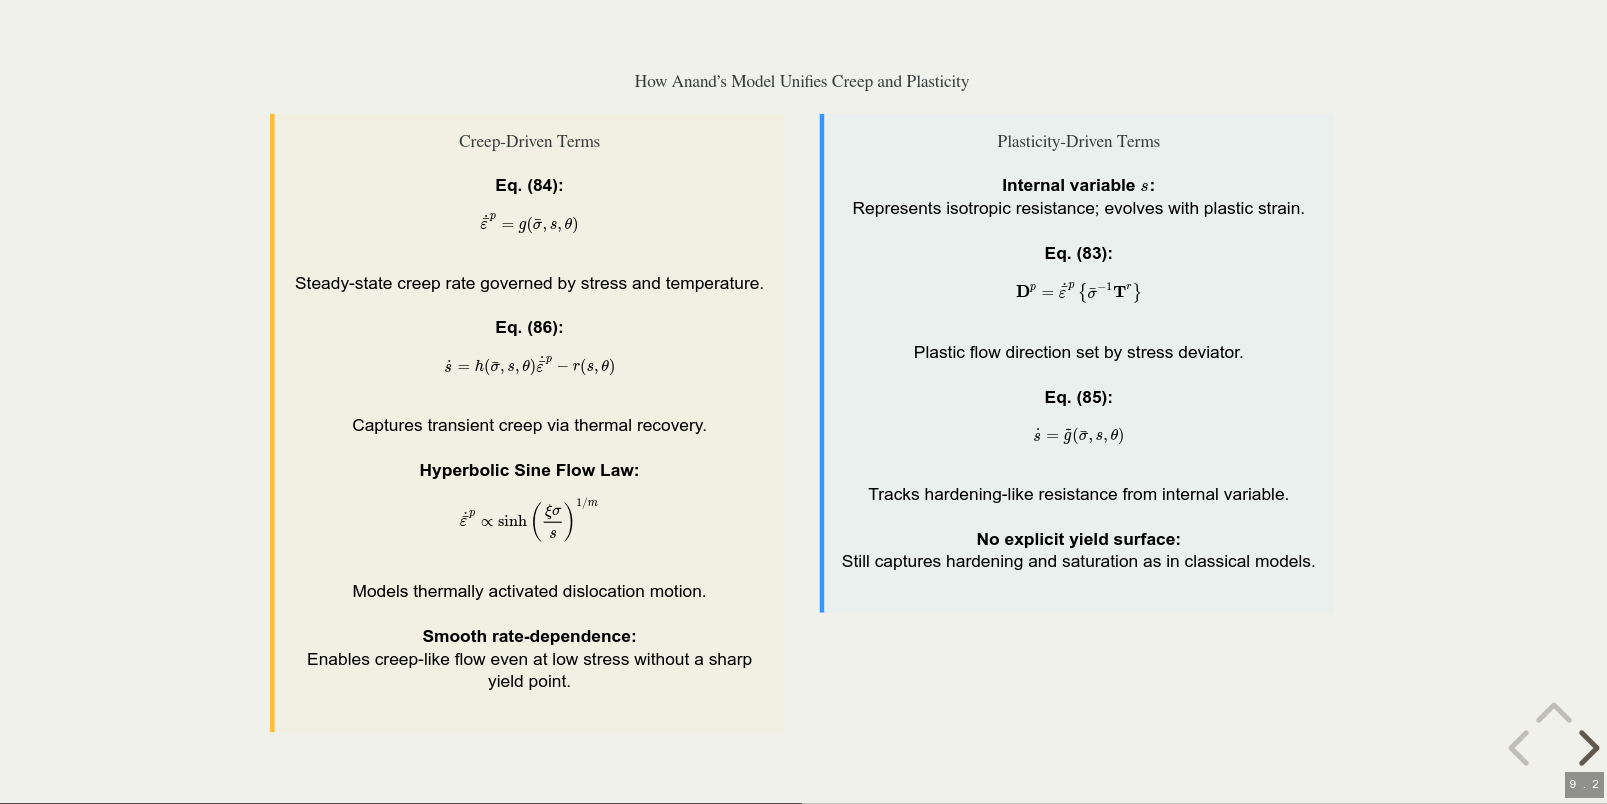 How Anand's Model Unifies Creep and Plasticity
Creep-Driven Terms
Eq. (84):
$\dot{\bar{\varepsilon}}^p = g(\bar{\sigma}, s, \theta)$
Steady-state creep rate governed by stress and temperature.
Eq. (86):
$\dot{s} = h(\bar{\sigma}, s, \theta)\dot{\bar{\varepsilon}}^p - r(s, \theta)$
Captures transient creep via thermal recovery.
Hyperbolic Sine Flow Law:
$\dot{\bar{\varepsilon}}^p \propto \sinh\left(\frac{\xi\sigma}{s}\right)^{1/m}$
Models thermally activated dislocation motion.
Smooth rate-dependence:
Enables creep-like flow even at low stress without a sharp
yield point.
Plasticity-Driven Terms
Internal variable $s$:
Represents isotropic resistance; evolves with plastic strain.
Eq. (83):
$\mathbf{D}^p = \dot{\bar{\varepsilon}}^p \left\{\bar{\sigma}^{-1}\mathbf{T}^r\right\}$
Plastic flow direction set by stress deviator.
Eq. (85):
$\dot{s} = \tilde{g}(\bar{\sigma}, s, \theta)$
Tracks hardening-like resistance from internal variable.
No explicit yield surface:
Still captures hardening and saturation as in classical models.
9 . 2